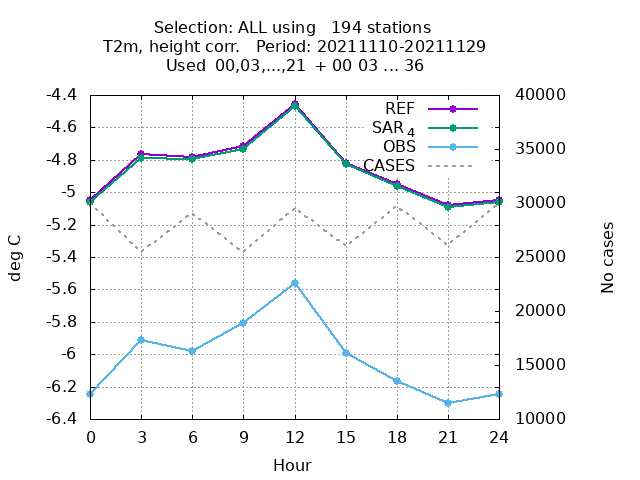 Selection: ALL using   194 stations
T2m, height corr.   Period: 20211110-20211129
Used  00,03,...,21  + 00 03 ... 36
-4.4
-4.6
-4.8
-5
-5.2
-5.4
-5.6
-5.8
-6
-6.2
-6.4
deg C
REF
SAR4
OBS
CASES
40000
35000
30000
25000
20000
15000
10000
No cases
0 3 6 9 12 15 18 21 24
Hour